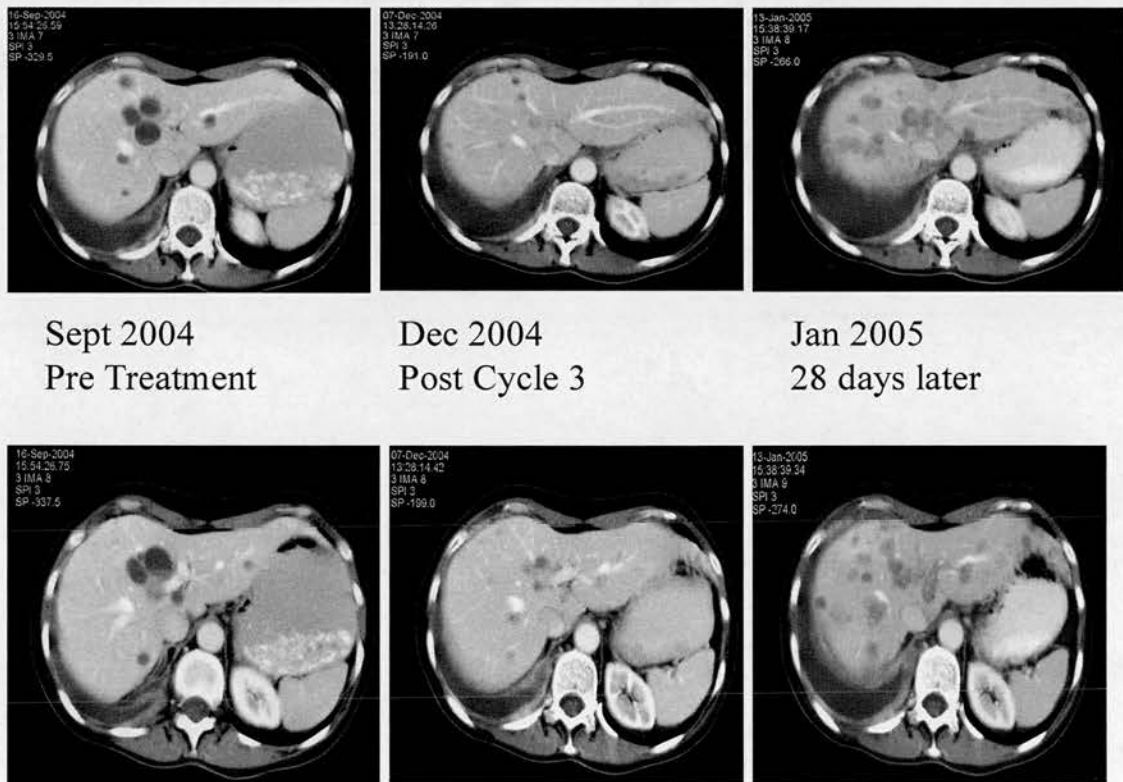 16-Sep-2004
15:54:26.59
3 IMA 7
SPI 3
SP -329.5
07-Dec-2004
13:28:14.26
3 IMA 7
SPI 3
SP -191.0
13-Jan-2005
15:38:39.17
3 IMA 8
SPI 3
SP -266.0
Sept 2004
Pre Treatment
Dec 2004
Post Cycle 3
Jan 2005
28 days later
16-Sep-2004
15:54:26.75
3 IMA 8
SPI 3
SP -337.5
07-Dec-2004
13:28:14.42
3 IMA 8
SPI 3
SP -199.0
13-Jan-2005
15:38:39.34
3 IMA 9
SPI 3
SP -274.0